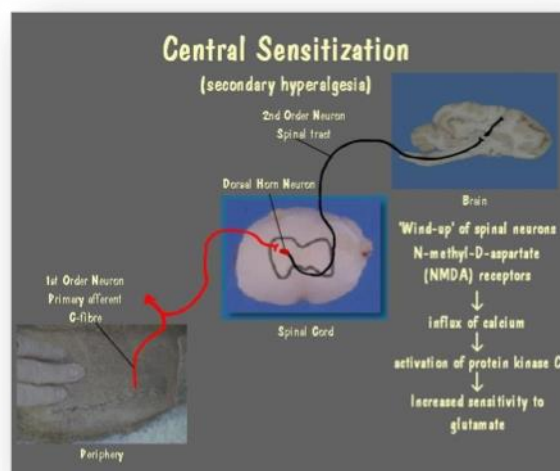 Central Sensitization
(secondary hyperalgesia)
2nd Order Neuron
Spinal tract
Dorsal Horn Neuron
Brain
1st Order Neuron
Primary afferent
C-fibre
Spinal Cord
Periphery
'Wind-up' of spinal neurons
N-methyl-D-aspartate
(NMDA) receptors
influx of calcium
activation of protein kinase C
Increased sensitivity to
glutamate